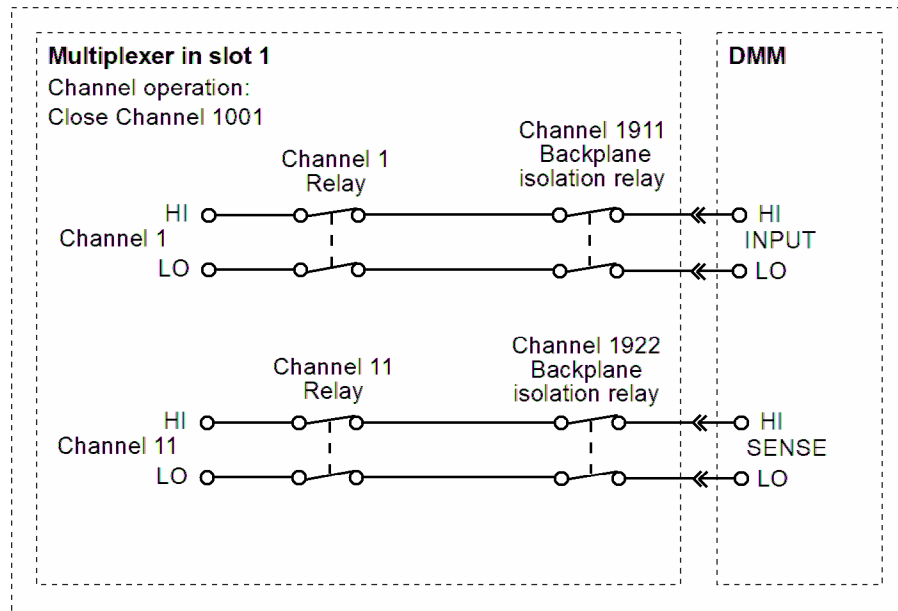 Multiplexer in slot 1
Channel operation:
Close Channel 1001
DMM
Channel 1
Relay
Channel 1911
Backplane
isolation relay
HI
Channel 1
LO
HI
INPUT
LO
Channel 11
Relay
Channel 1922
Backplane
isolation relay
HI
Channel 11
LO
HI
SENSE
LO